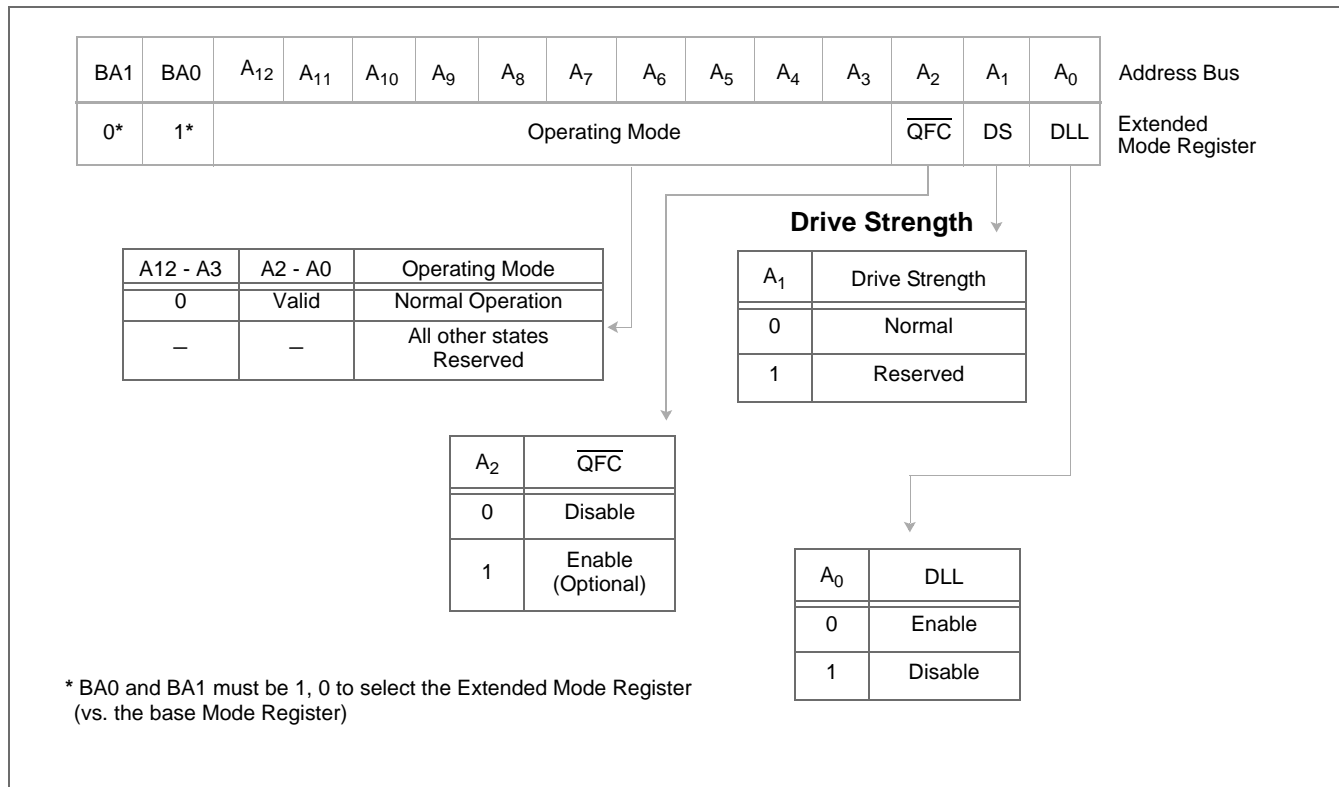 BA1 BA0 A12 A11 A10 A9 A8 A7 A6 A5 A4 A3 A2 A1 A0 Address Bus
0* 1* Operating Mode QFC DS DLL Extended
Mode Register
Drive Strength
A12 - A3 A2 - A0 Operating Mode
0 Valid Normal Operation
– – All other states
Reserved
A1 Drive Strength
0 Normal
1 Reserved
A2 QFC
0 Disable
1 Enable
(Optional)
A0 DLL
0 Enable
1 Disable
* BA0 and BA1 must be 1, 0 to select the Extended Mode Register
(vs. the base Mode Register)